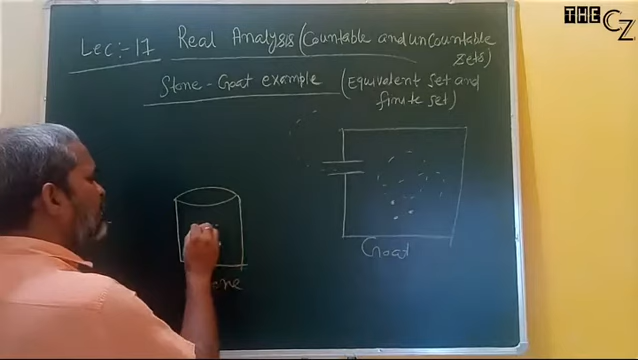 THE CZ
Lec:- 17 Real Analysis (Countable and unCountable
sets)
Stone - Goat example (Equivalent set and
finite set)
Goat